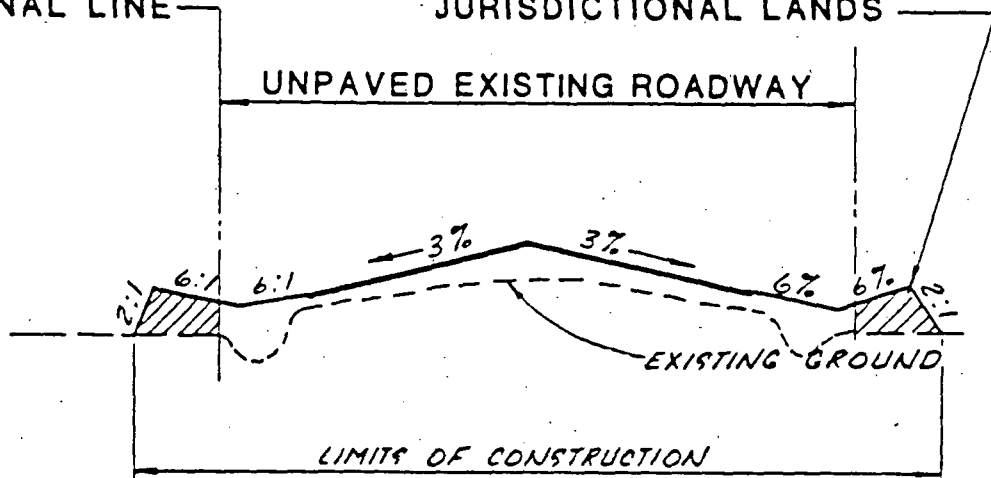 NAL LINE
JURISDICTIONAL LANDS
UNPAVED EXISTING ROADWAY
3%
3%
2:1
6:1
6:1
6%
6%
2:1
EXISTING GROUND
LIMITS OF CONSTRUCTION